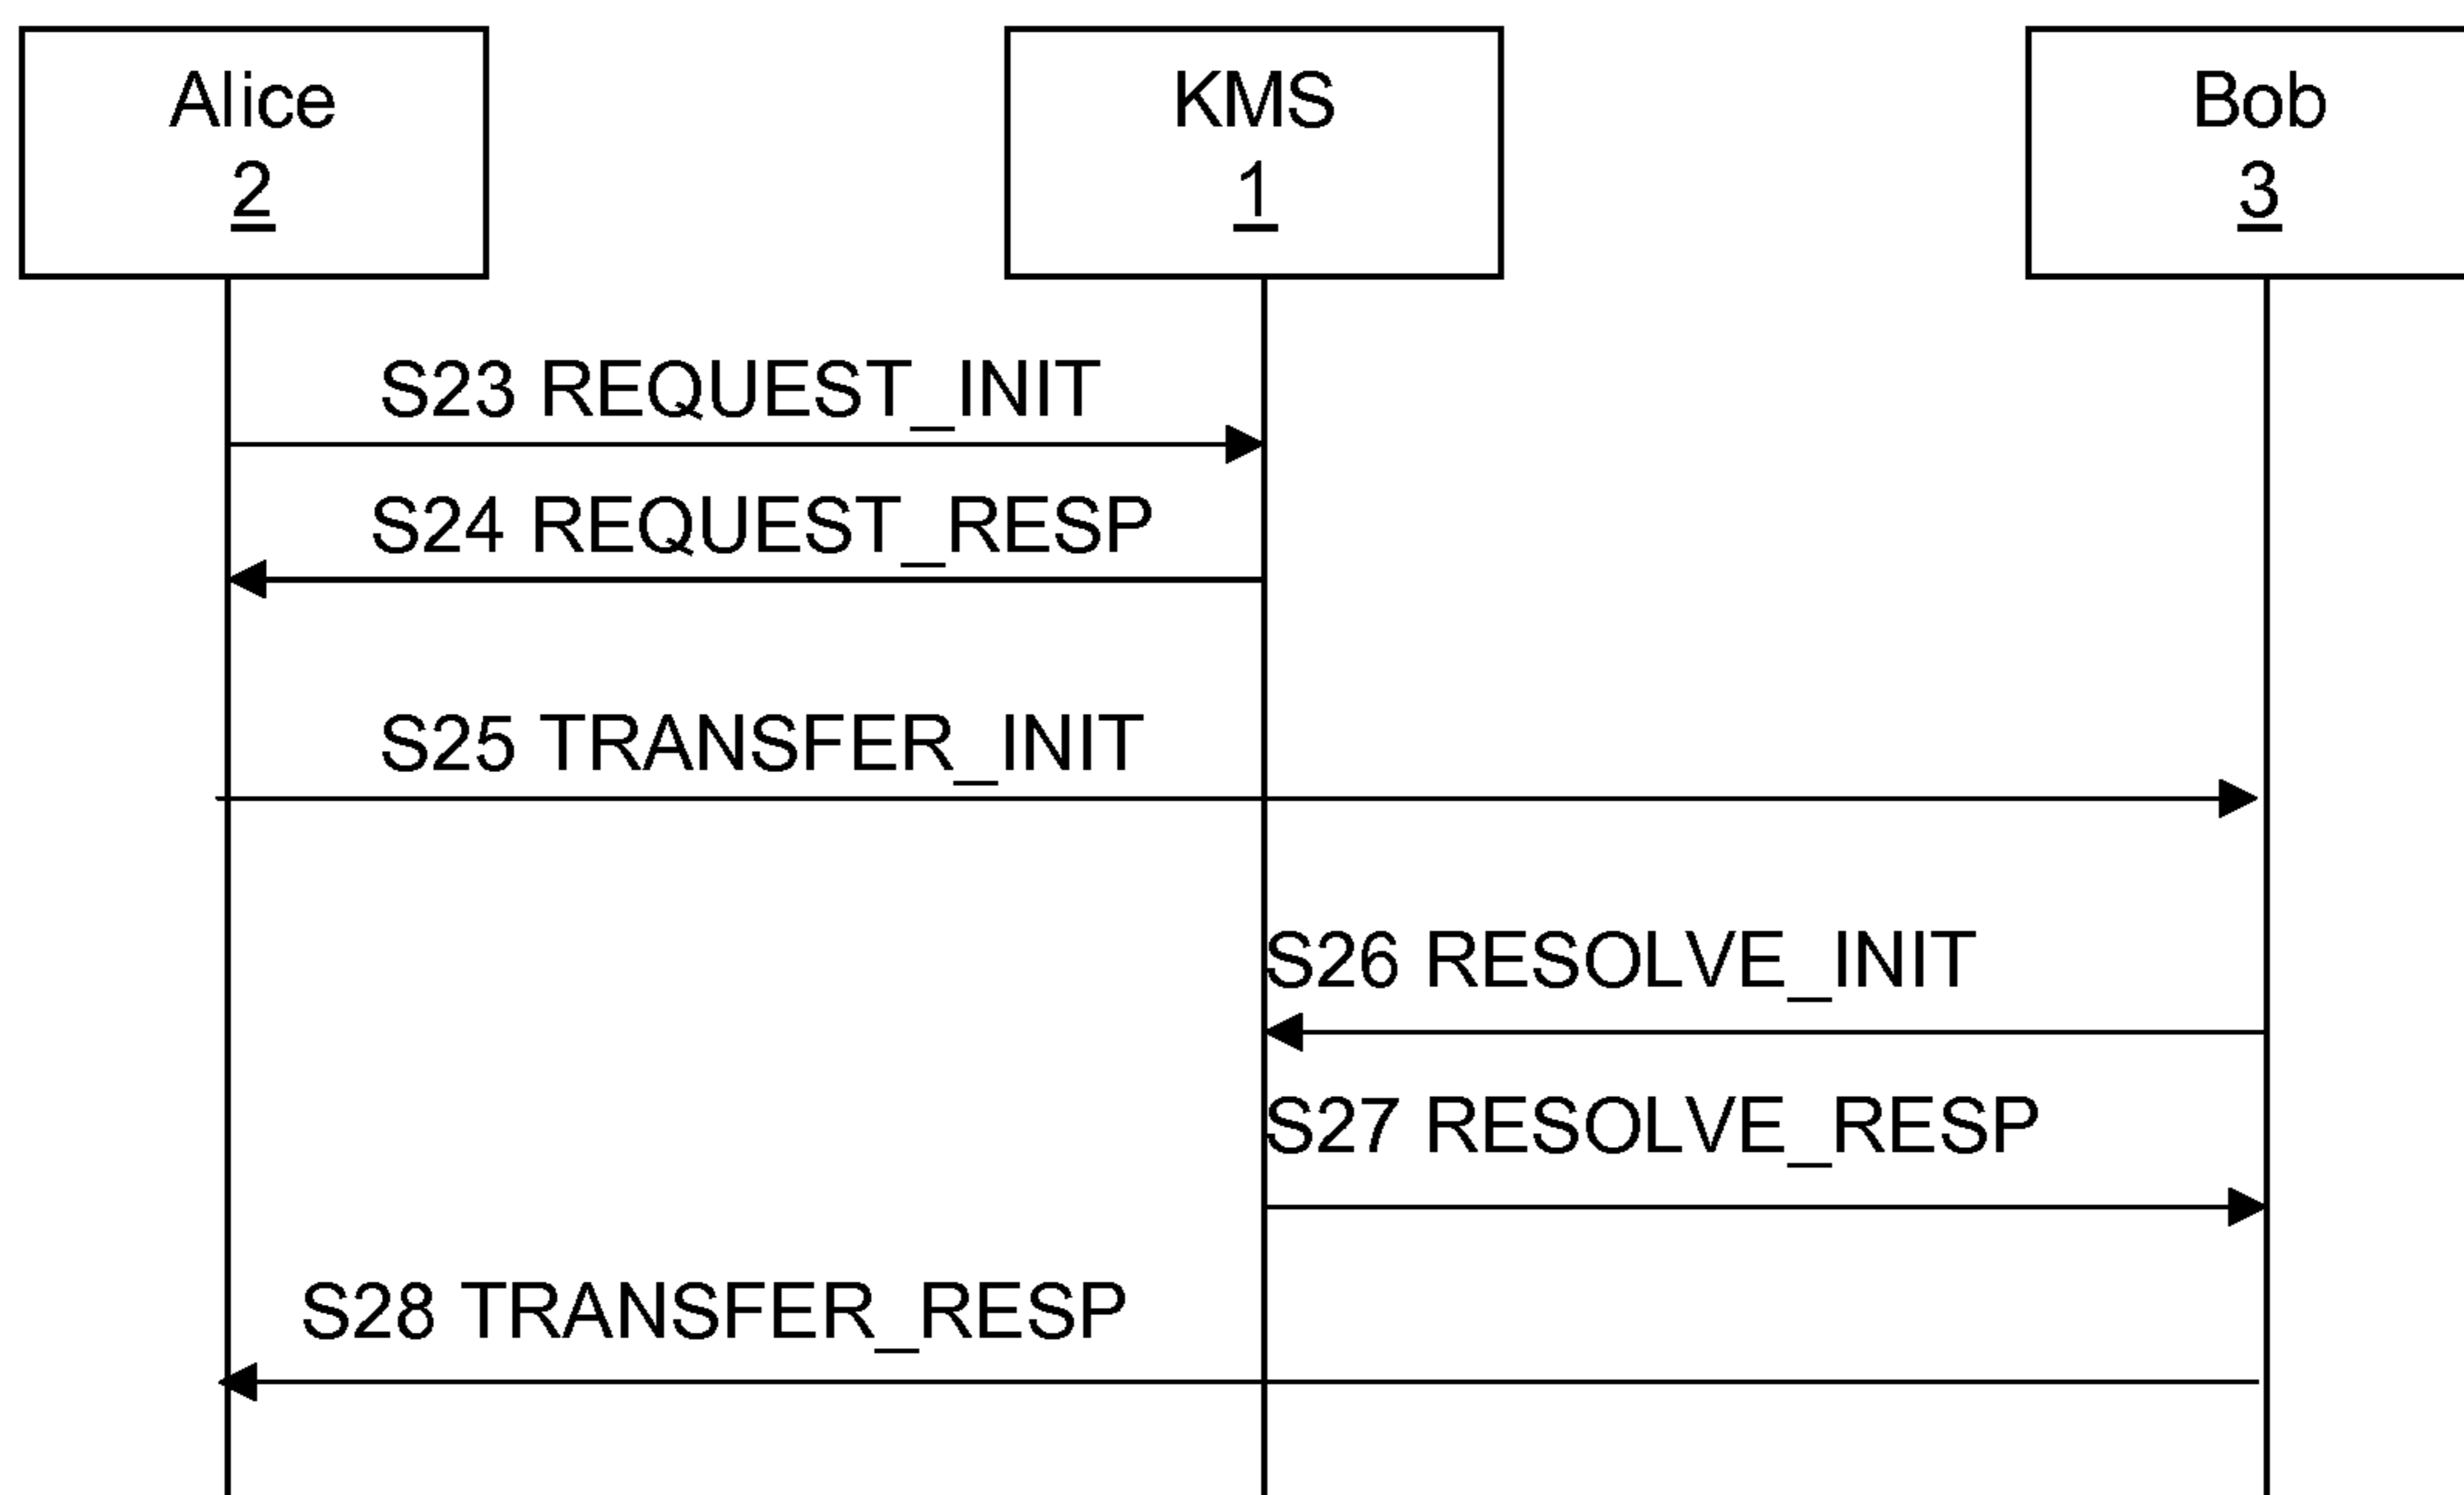 Alice
2
KMS
1
Bob
3
S23 REQUEST_INIT
S24 REQUEST_RESP
S25 TRANSFER_INIT
S26 RESOLVE_INIT
S27 RESOLVE_RESP
S28 TRANSFER_RESP